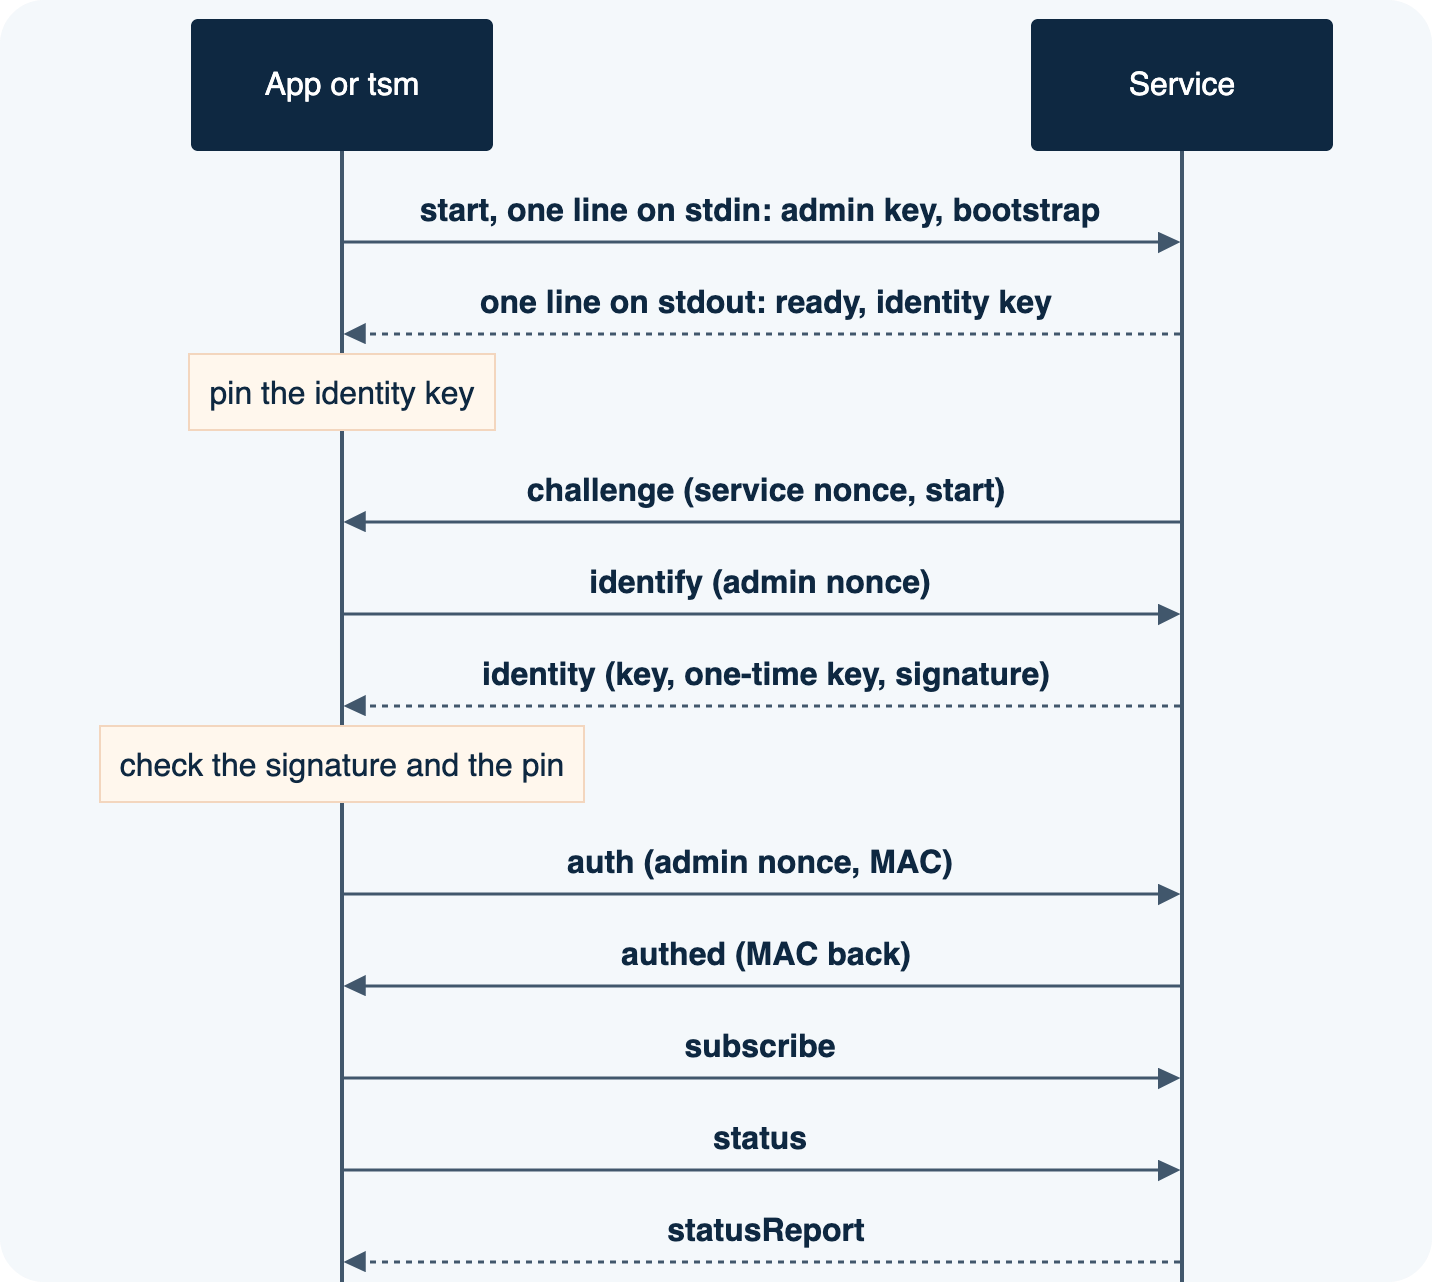 App or tsm
Service
start, one line on stdin: admin key, bootstrap
one line on stdout: ready, identity key
pin the identity key
challenge (service nonce, start)
identify (admin nonce)
identity (key, one-time key, signature)
check the signature and the pin
auth (admin nonce, MAC)
authed (MAC back)
subscribe
status
statusReport